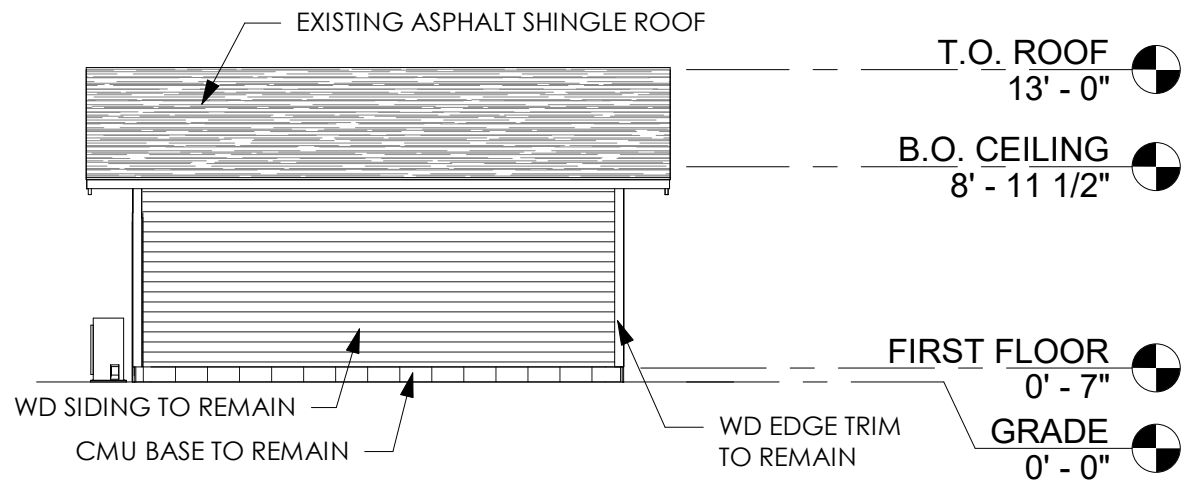 EXISTING ASPHALT SHINGLE ROOF
T.O. ROOF
13' - 0"
B.O. CEILING
8' - 11 1/2"
FIRST FLOOR
0' - 7"
WD SIDING TO REMAIN
CMU BASE TO REMAIN
WD EDGE TRIM
TO REMAIN
GRADE
0' - 0"